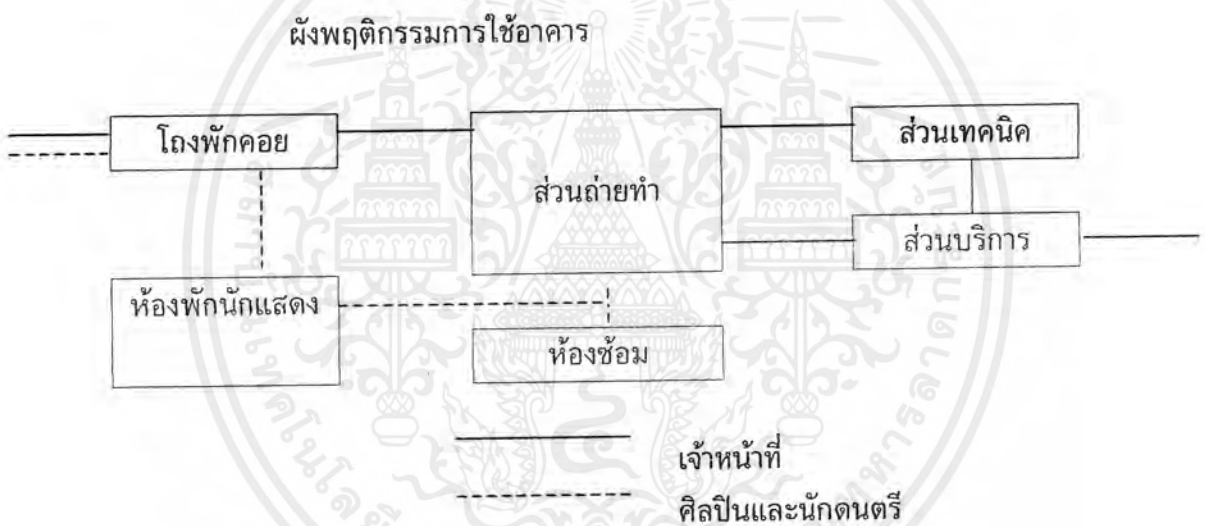 ผังพฤติกรรมการใช้อาคาร
โถงพักคอย
ส่วนถ่ายทำ
ส่วนเทคนิค
ส่วนบริการ
ห้องพักนักแสดง
ห้องซ้อม
เจ้าหน้าที่
ศิลปินและนักดนตรี